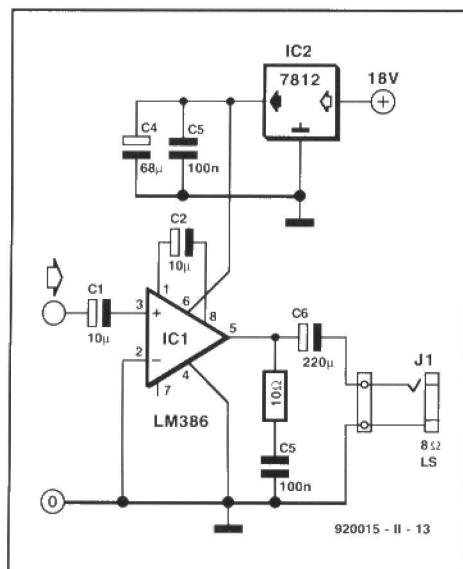 IC2
7812
18V
+
C4
68µ
C5
100n
C2
10µ
C1
10µ
1
6
8
3
+
IC1
5
2
−
4
7
LM386
C6
220µ
10Ω
J1
C5
100n
8Ω
LS
0
920015 - II - 13